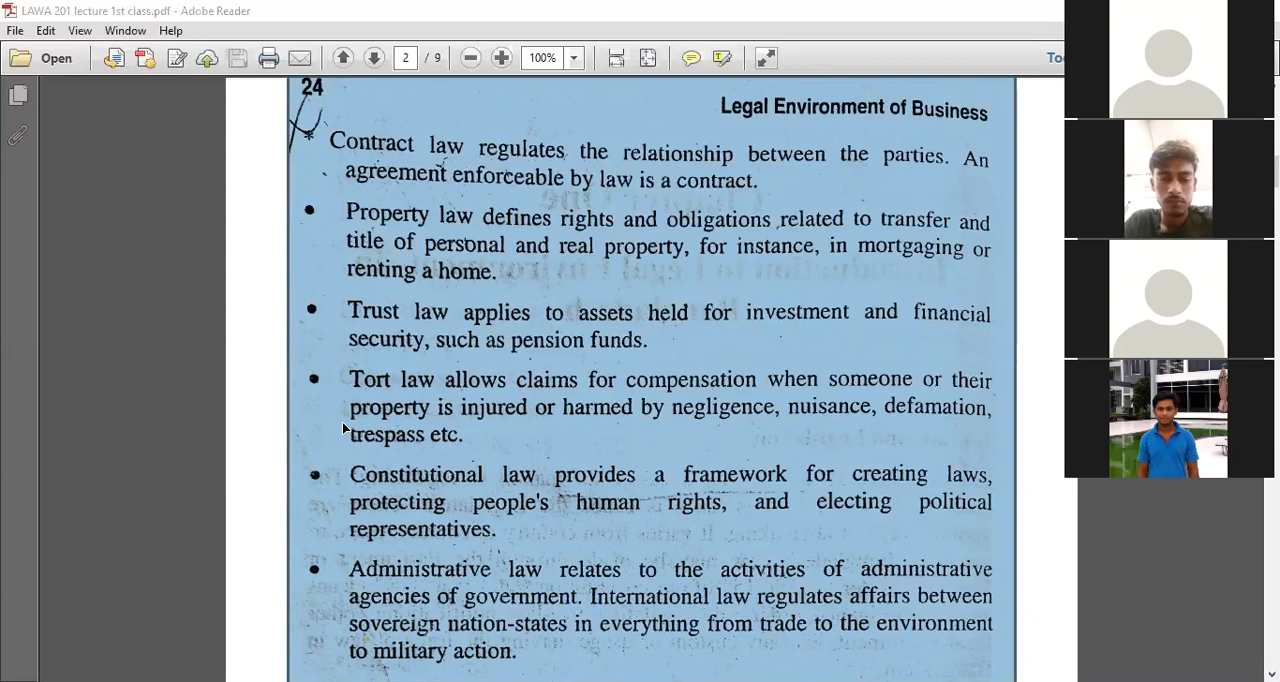 LAWA 201 lecture 1st class.pdf - Adobe Reader
File Edit View Window Help
Open 2 / 9 100%
24
Legal Environment of Business
* Contract law regulates the relationship between the parties. An
agreement enforceable by law is a contract.
• Property law defines rights and obligations related to transfer and
title of personal and real property, for instance, in mortgaging or
renting a home.
• Trust law applies to assets held for investment and financial
security, such as pension funds.
• Tort law allows claims for compensation when someone or their
property is injured or harmed by negligence, nuisance, defamation,
trespass etc.
• Constitutional law provides a framework for creating laws,
protecting people's human rights, and electing political
representatives.
• Administrative law relates to the activities of administrative
agencies of government. International law regulates affairs between
sovereign nation-states in everything from trade to the environment
to military action.